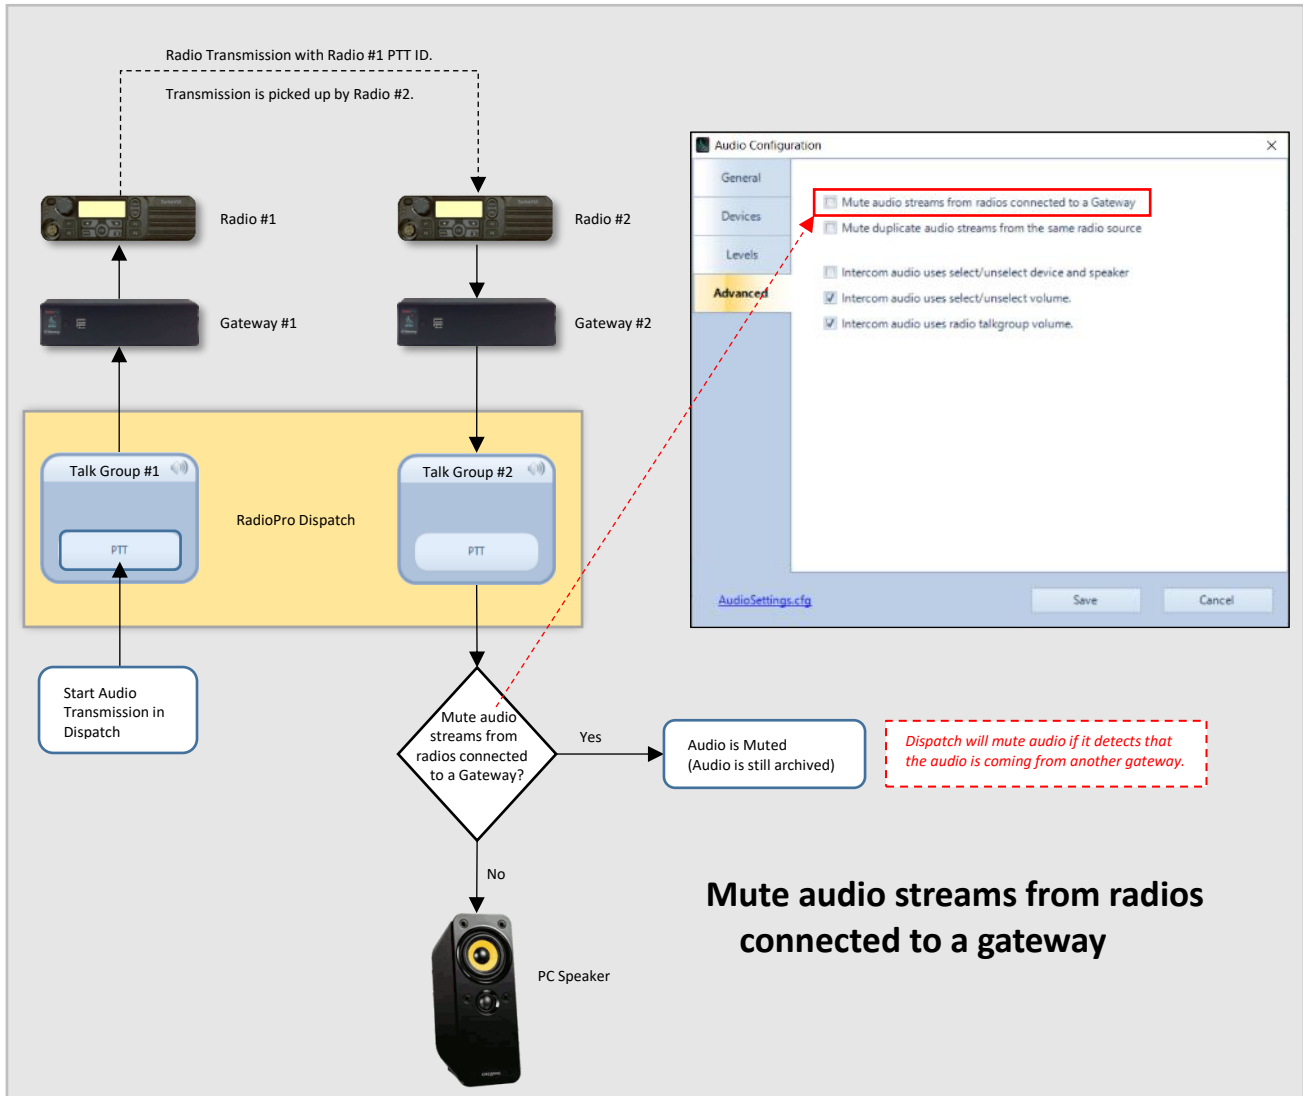 Radio Transmission with Radio #1 PTT ID.
Transmission is picked up by Radio #2.
Radio #1
Radio #2
Gateway #1
Gateway #2
Talk Group #1
PTT
RadioPro Dispatch
Talk Group #2
PTT
Start Audio
Transmission in
Dispatch
Mute audio
streams from
radios connected
to a Gateway?
Yes
Audio is Muted
(Audio is still archived)
Dispatch will mute audio if it detects that
the audio is coming from another gateway.
No
PC Speaker
Audio Configuration
General
Devices
Levels
Advanced
Mute audio streams from radios connected to a Gateway
Mute duplicate audio streams from the same radio source
Intercom audio uses select/unselect device and speaker
Intercom audio uses select/unselect volume.
Intercom audio uses radio talkgroup volume.
AudioSettings.cfg
Save
Cancel
Mute audio streams from radios
connected to a gateway